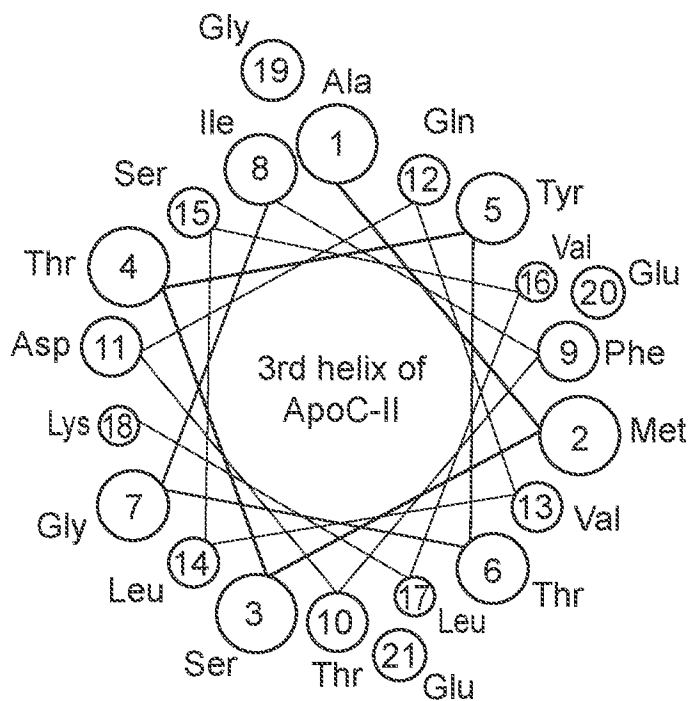 Gly
19
Ala
1
Ile
8
Gln
12
Ser
15
Tyr
5
Thr
4
Val
16
Glu
20
Asp
11
3rd helix of
ApoC-II
9
Phe
Lys
18
2
Met
Gly
7
13
Val
Leu
14
6
Thr
3
Ser
10
Thr
17
Leu
21
Glu